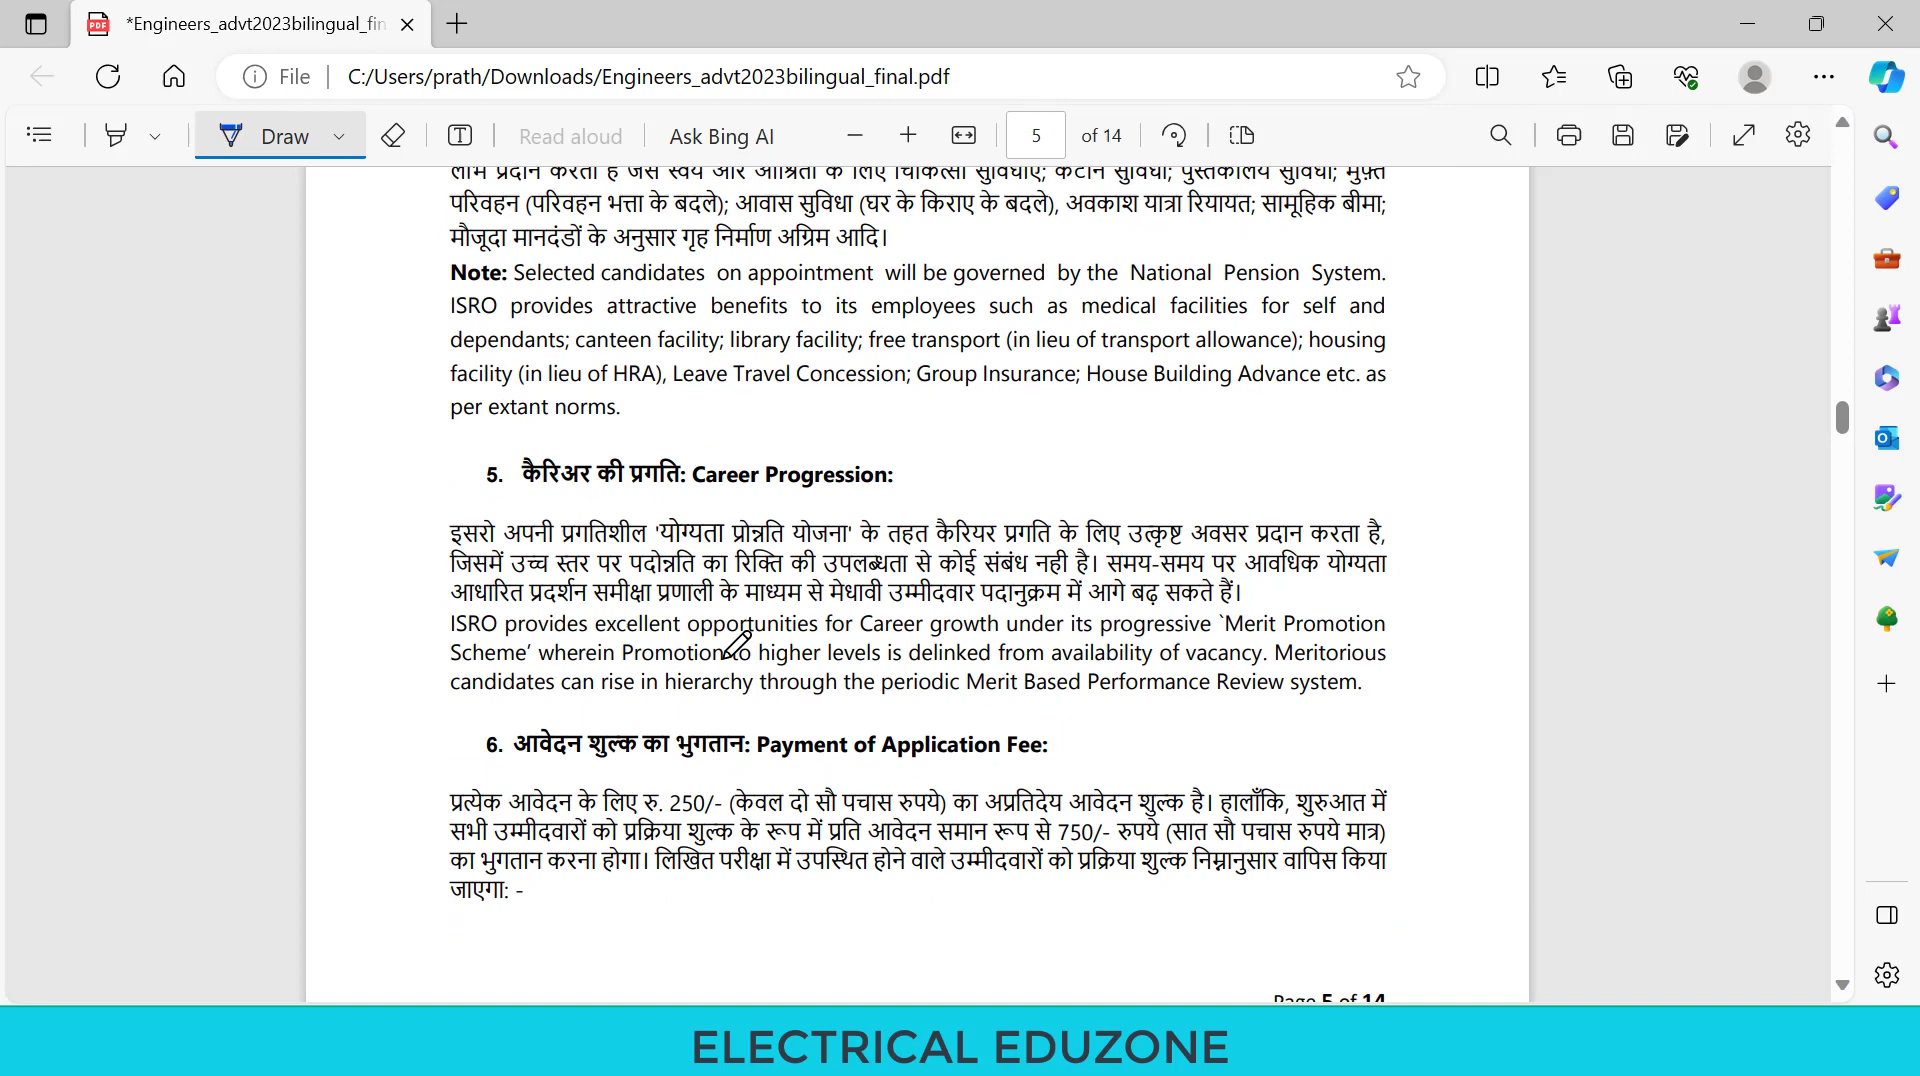 *Engineers_advt2023bilingual_fin
File
C:/Users/prath/Downloads/Engineers_advt2023bilingual_final.pdf
Draw
Read aloud
Ask Bing AI
5
of 14
लाभ प्रदान करता है जैसे स्वयं और आश्रितों के लिए चिकित्सा सुविधाएं; कैंटीन सुविधा; पुस्तकालय सुविधा; मुफ़्त
परिवहन (परिवहन भत्ता के बदले); आवास सुविधा (घर के किराए के बदले), अवकाश यात्रा रियायत; सामूहिक बीमा;
मौजूदा मानदंडों के अनुसार गृह निर्माण अग्रिम आदि।
Note: Selected candidates on appointment will be governed by the National Pension System.
ISRO provides attractive benefits to its employees such as medical facilities for self and
dependants; canteen facility; library facility; free transport (in lieu of transport allowance); housing
facility (in lieu of HRA), Leave Travel Concession; Group Insurance; House Building Advance etc. as
per extant norms.
5. कैरिअर की प्रगति: Career Progression:
इसरो अपनी प्रगतिशील 'योग्यता प्रोन्नति योजना' के तहत कैरियर प्रगति के लिए उत्कृष्ट अवसर प्रदान करता है,
जिसमें उच्च स्तर पर पदोन्नति का रिक्ति की उपलब्धता से कोई संबंध नही है। समय-समय पर आवधिक योग्यता
आधारित प्रदर्शन समीक्षा प्रणाली के माध्यम से मेधावी उम्मीदवार पदानुक्रम में आगे बढ़ सकते हैं।
ISRO provides excellent opportunities for Career growth under its progressive `Merit Promotion
Scheme’ wherein Promotion to higher levels is delinked from availability of vacancy. Meritorious
candidates can rise in hierarchy through the periodic Merit Based Performance Review system.
6. आवेदन शुल्क का भुगतान: Payment of Application Fee:
प्रत्येक आवेदन के लिए रु. 250/- (केवल दो सौ पचास रुपये) का अप्रतिदेय आवेदन शुल्क है। हालाँकि, शुरुआत में
सभी उम्मीदवारों को प्रक्रिया शुल्क के रूप में प्रति आवेदन समान रूप से 750/- रुपये (सात सौ पचास रुपये मात्र)
का भुगतान करना होगा। लिखित परीक्षा में उपस्थित होने वाले उम्मीदवारों को प्रक्रिया शुल्क निम्नानुसार वापिस किया
जाएगा: -
Page 5 of 14
ELECTRICAL EDUZONE